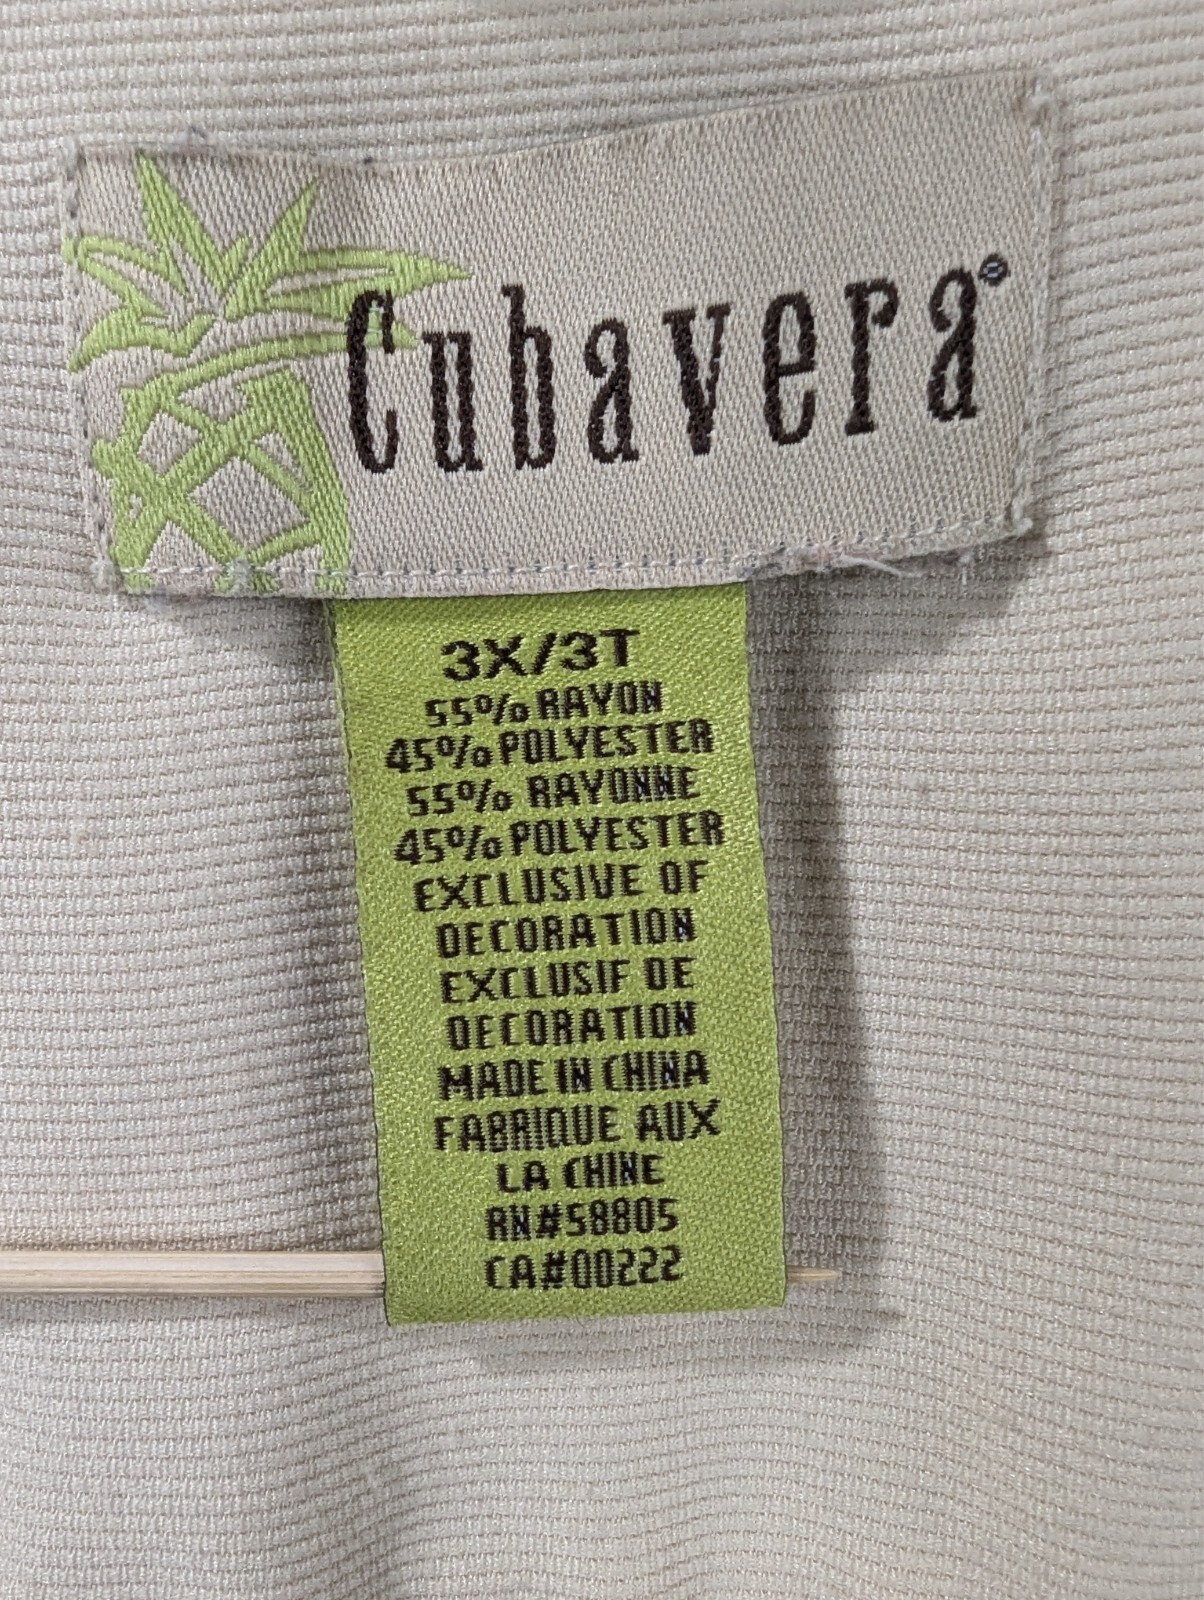 Cubavera®
3X/3T
55% RAYON
45% POLYESTER
55% RAYONNE
45% POLYESTER
EXCLUSIVE OF
DECORATION
EXCLUSIF DE
DECORATION
MADE IN CHINA
FABRIQUE AUX
LA CHINE
RN#58805
CA#00222